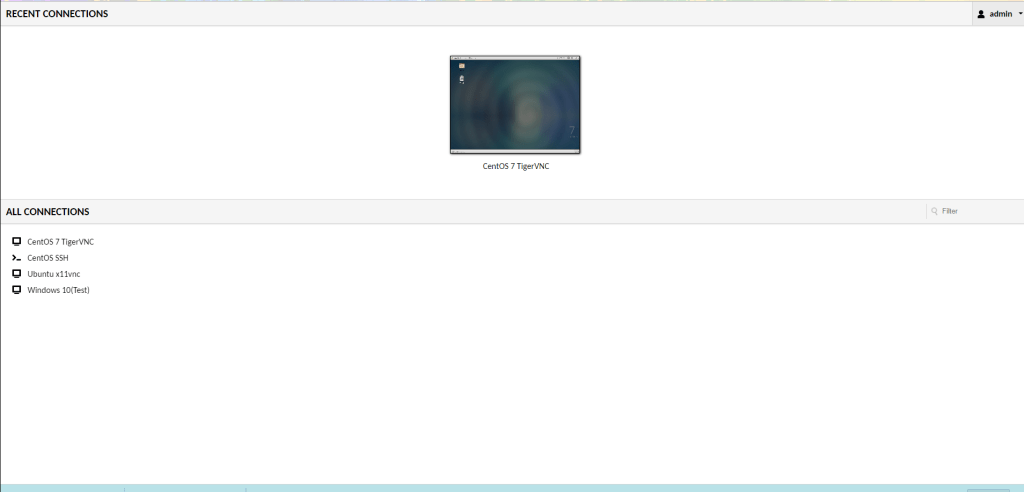 RECENT CONNECTIONS
admin
CentOS 7 TigerVNC
ALL CONNECTIONS
Filter
CentOS 7 TigerVNC
CentOS SSH
Ubuntu x11vnc
Windows 10(Test)